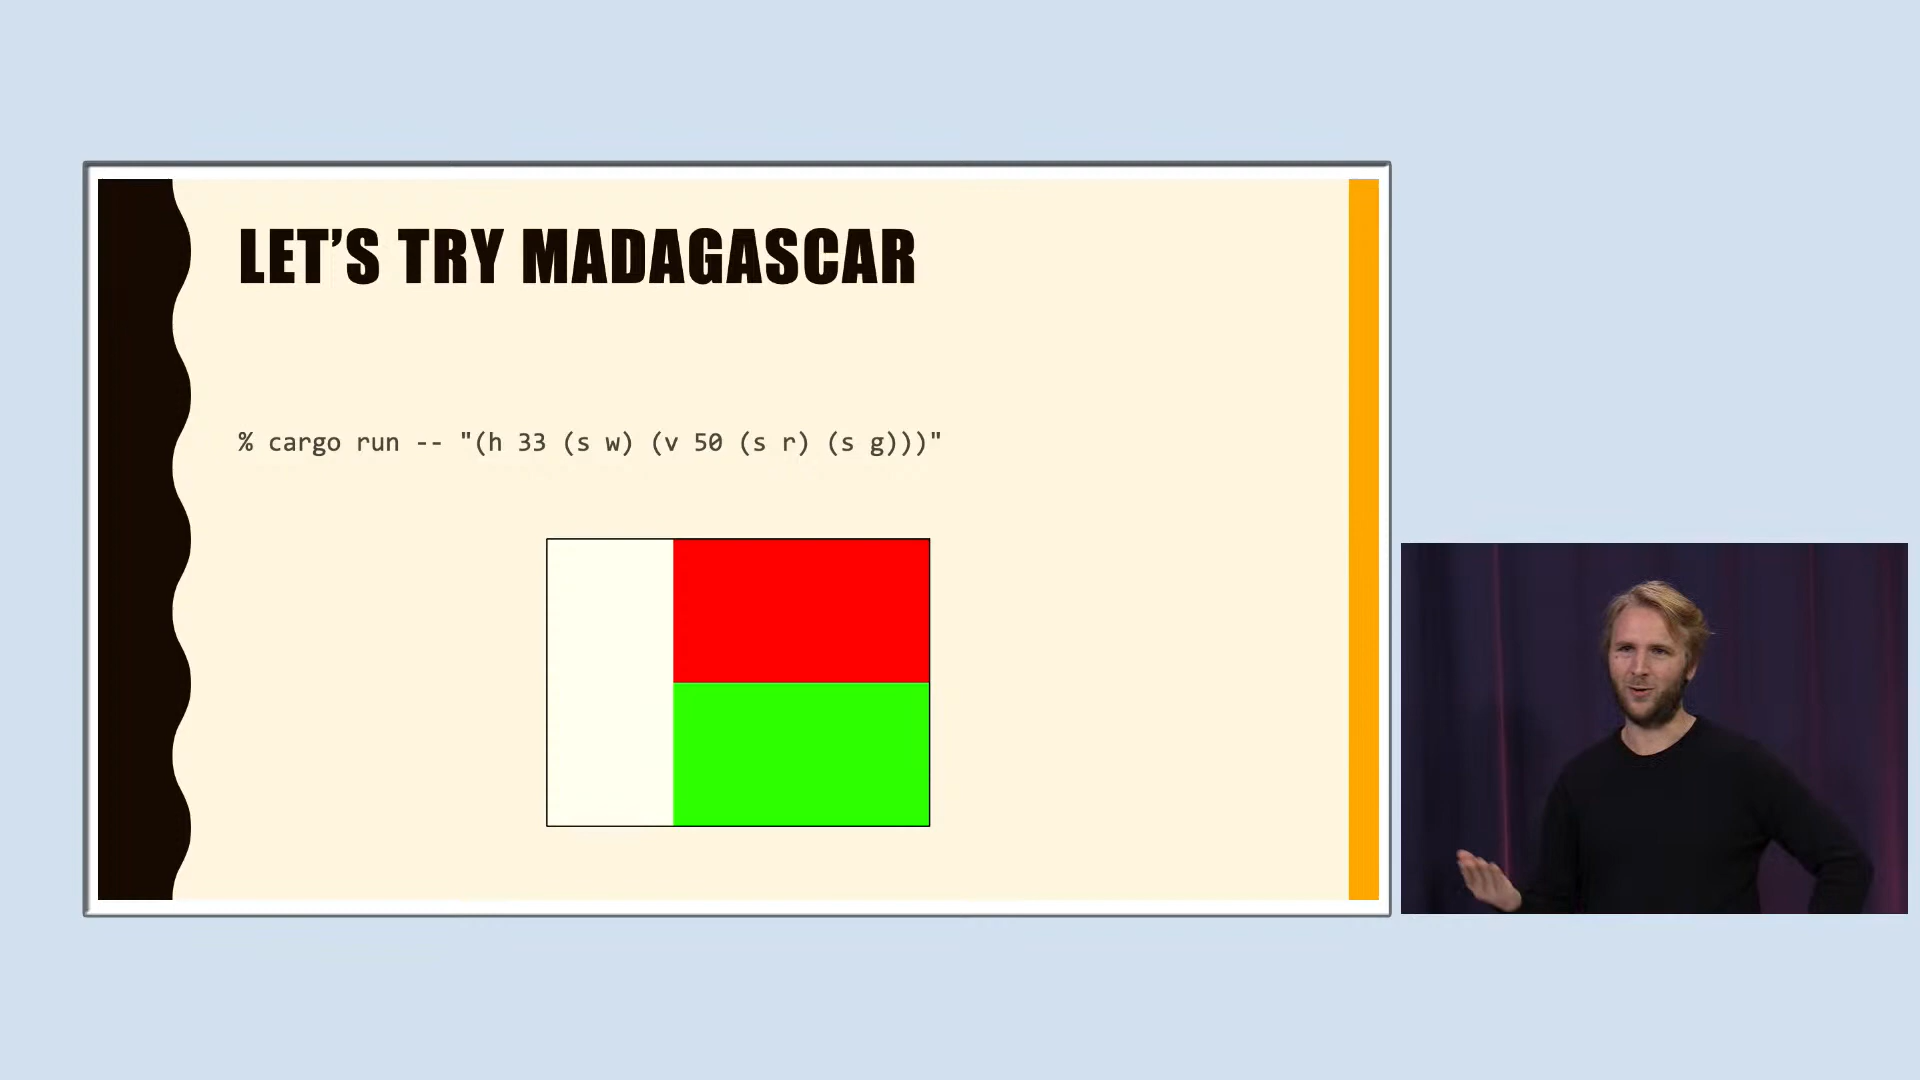 LET’S TRY MADAGASCAR
% cargo run -- "(h 33 (s w) (v 50 (s r) (s g)))"